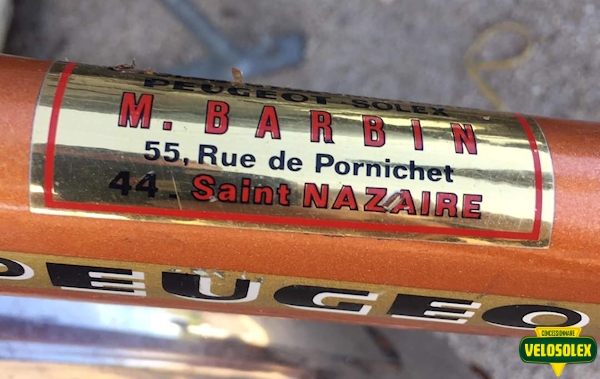 PEUGEOT SOLEX
M. BARBIN
55, Rue de Pornichet
44 Saint NAZAIRE
PEUGEO
CONCESSIONNAIRE
VELOSOLEX